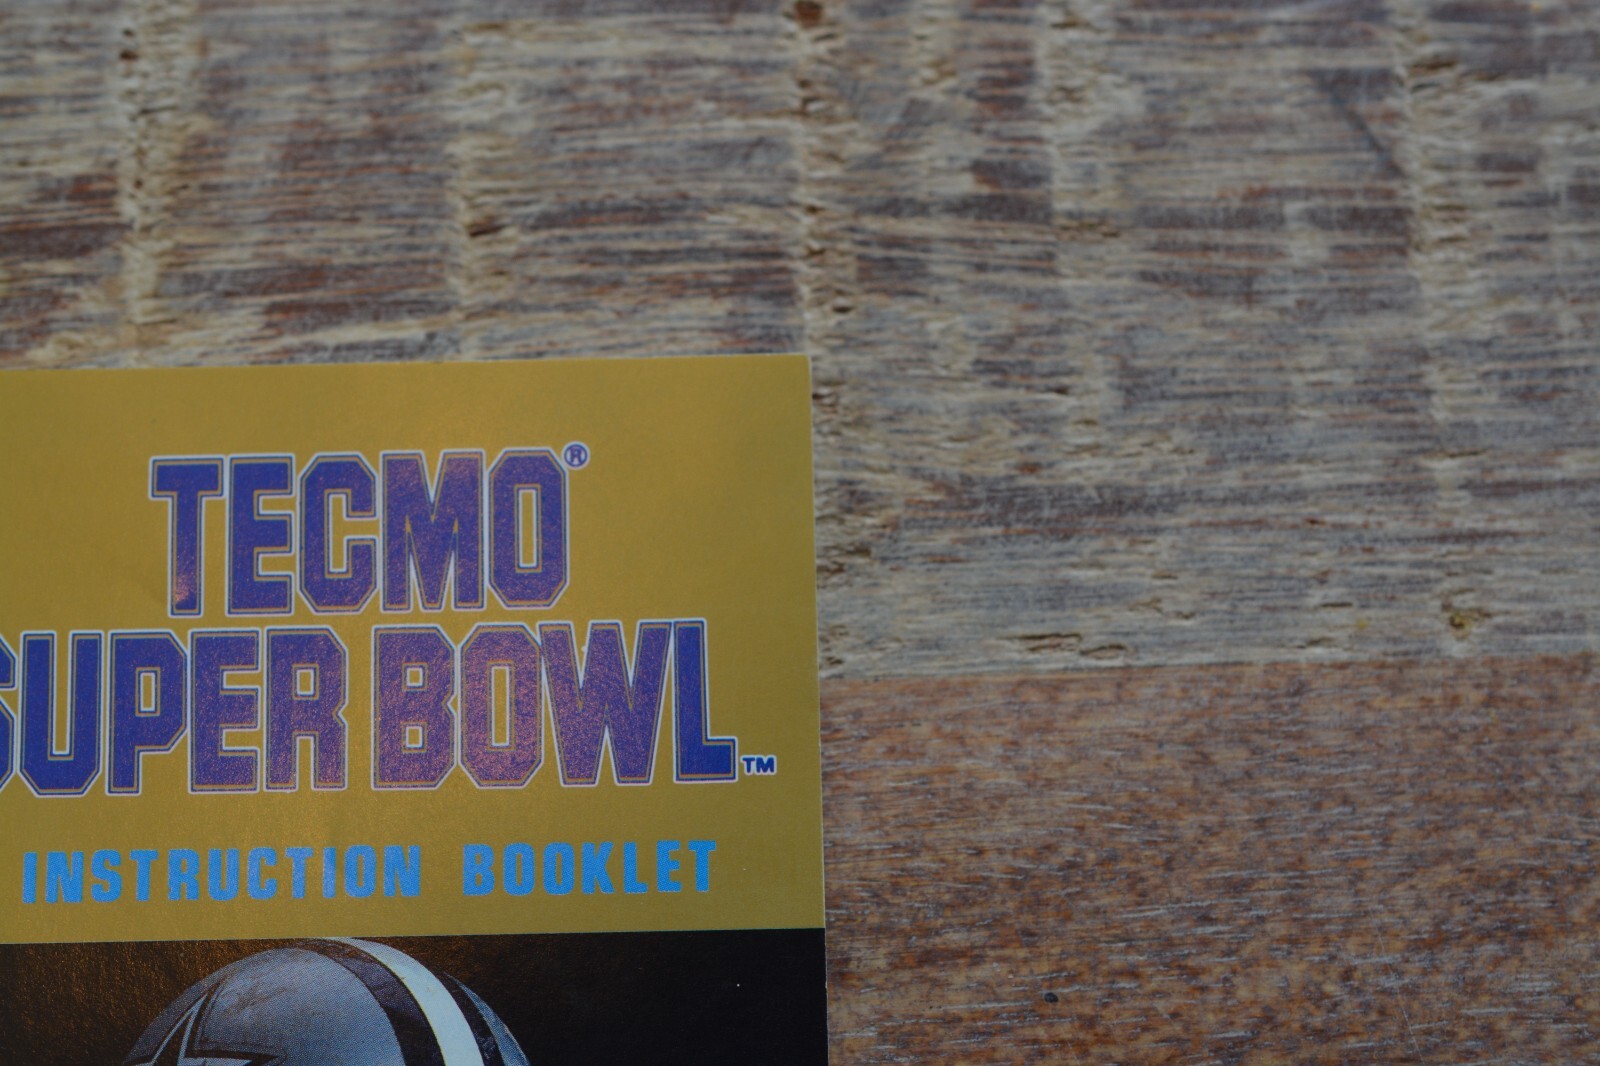 TECMO®
SUPER BOWL™
INSTRUCTION BOOKLET